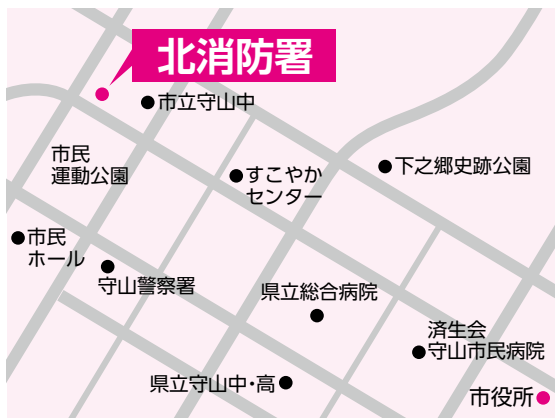 北消防署
市立守山中
市民
運動公園
すこやか
センター
下之郷史跡公園
市民
ホール
守山警察署
県立総合病院
済生会
守山市民病院
県立守山中・高
市役所